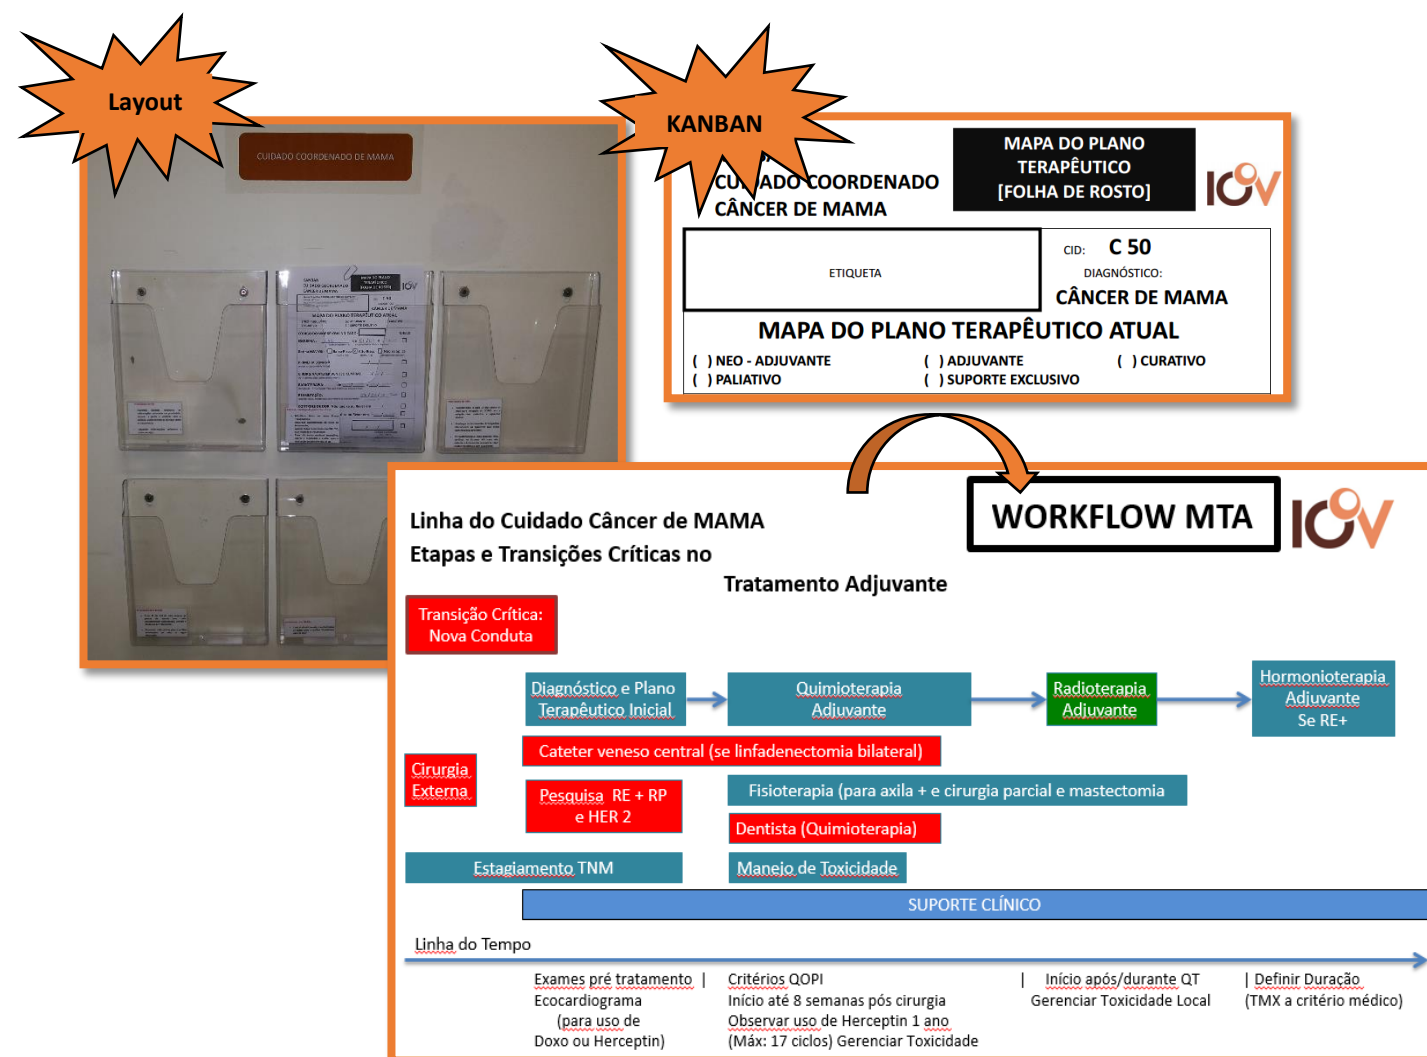 Layout
KANBAN
CUIDADO COORDENADO DE MAMA
CUIDADO COORDENADO
CÂNCER DE MAMA
MAPA DO PLANO
TERAPÊUTICO
[FOLHA DE ROSTO]
IOV
ETIQUETA
CID: C 50
DIAGNÓSTICO:
CÂNCER DE MAMA
MAPA DO PLANO TERAPÊUTICO ATUAL
( ) NEO - ADJUVANTE ( ) ADJUVANTE ( ) CURATIVO
( ) PALIATIVO ( ) SUPORTE EXCLUSIVO
WORKFLOW MTA
IOV
Linha do Cuidado Câncer de MAMA
Etapas e Transições Críticas no
Tratamento Adjuvante
Transição Crítica:
Nova Conduta
Diagnóstico e Plano
Terapêutico Inicial
Quimioterapia
Adjuvante
Radioterapia
Adjuvante
Hormonioterapia
Adjuvante
Se RE+
Cateter veneso central (se linfadenectomia bilateral)
Cirurgia
Externa
Pesquisa RE + RP
e HER 2
Fisioterapia (para axila + e cirurgia parcial e mastectomia
Dentista (Quimioterapia)
Estagiamento TNM
Manejo de Toxicidade
SUPORTE CLÍNICO
Linha do Tempo
Exames pré tratamento |
Ecocardiograma
(para uso de
Doxo ou Herceptin)
Critérios QOPI
Início até 8 semanas pós cirurgia
Observar uso de Herceptin 1 ano
(Máx: 17 ciclos) Gerenciar Toxicidade
| Início após/durante QT
Gerenciar Toxicidade Local
| Definir Duração
(TMX a critério médico)